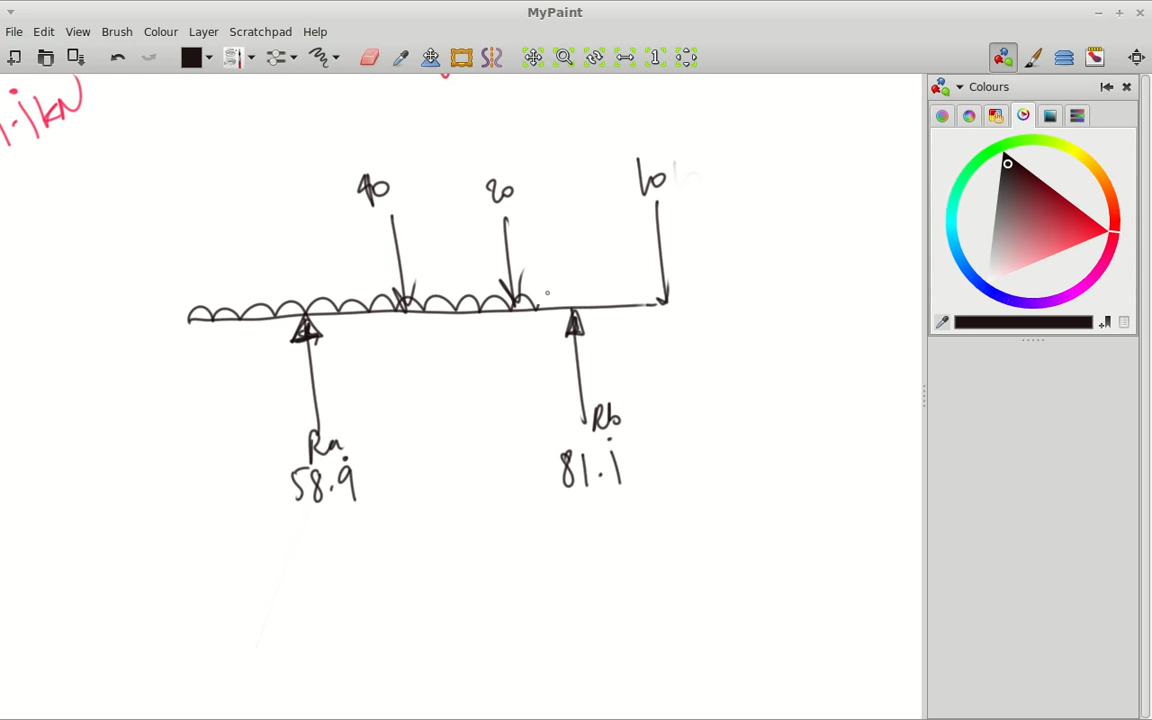 MyPaint
File Edit View Brush Colour Layer Scratchpad Help
Colours
40 20 10
Ra
58.9
Rb
81.1